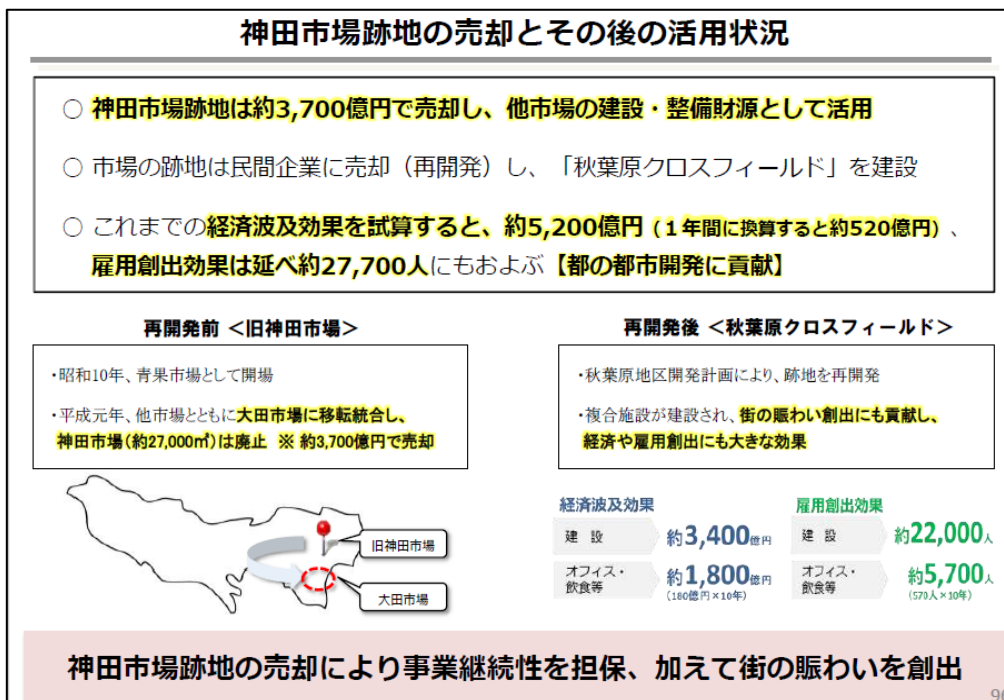 神田市場跡地の売却とその後の活用状況
○ 神田市場跡地は約3,700億円で売却し、他市場の建設・整備財源として活用
○ 市場の跡地は民間企業に売却（再開発）し、「秋葉原クロスフィールド」を建設
○ これまでの経済波及効果を試算すると、約5,200億円（１年間に換算すると約520億円）、
雇用創出効果は延べ約27,700人にもおよぶ【都の都市開発に貢献】
再開発前 ＜旧神田市場＞
・昭和10年、青果市場として開場
・平成元年、他市場とともに大田市場に移転統合し、
神田市場（約27,000㎡）は廃止 ※ 約3,700億円で売却
旧神田市場
大田市場
再開発後 ＜秋葉原クロスフィールド＞
・秋葉原地区開発計画により、跡地を再開発
・複合施設が建設され、街の賑わい創出にも貢献し、
経済や雇用創出にも大きな効果
経済波及効果
建 設 約3,400億円
オフィス・
飲食等 約1,800億円
（180億円×10年）
雇用創出効果
建 設 約22,000人
オフィス・
飲食等 約5,700人
（570人×10年）
神田市場跡地の売却により事業継続性を担保、加えて街の賑わいを創出